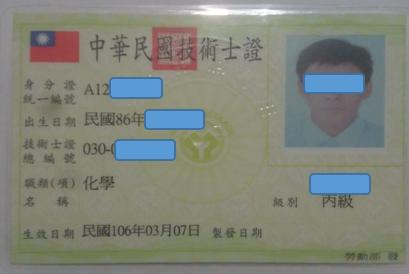 中華民國技術士證
身分證
統一編號 A12
出生日期 民國86年
技術士證
總編號 030-0
職類(項) 化學
名稱
級別 丙級
生效日期 民國106年03月07日 製發日期
勞動部 發